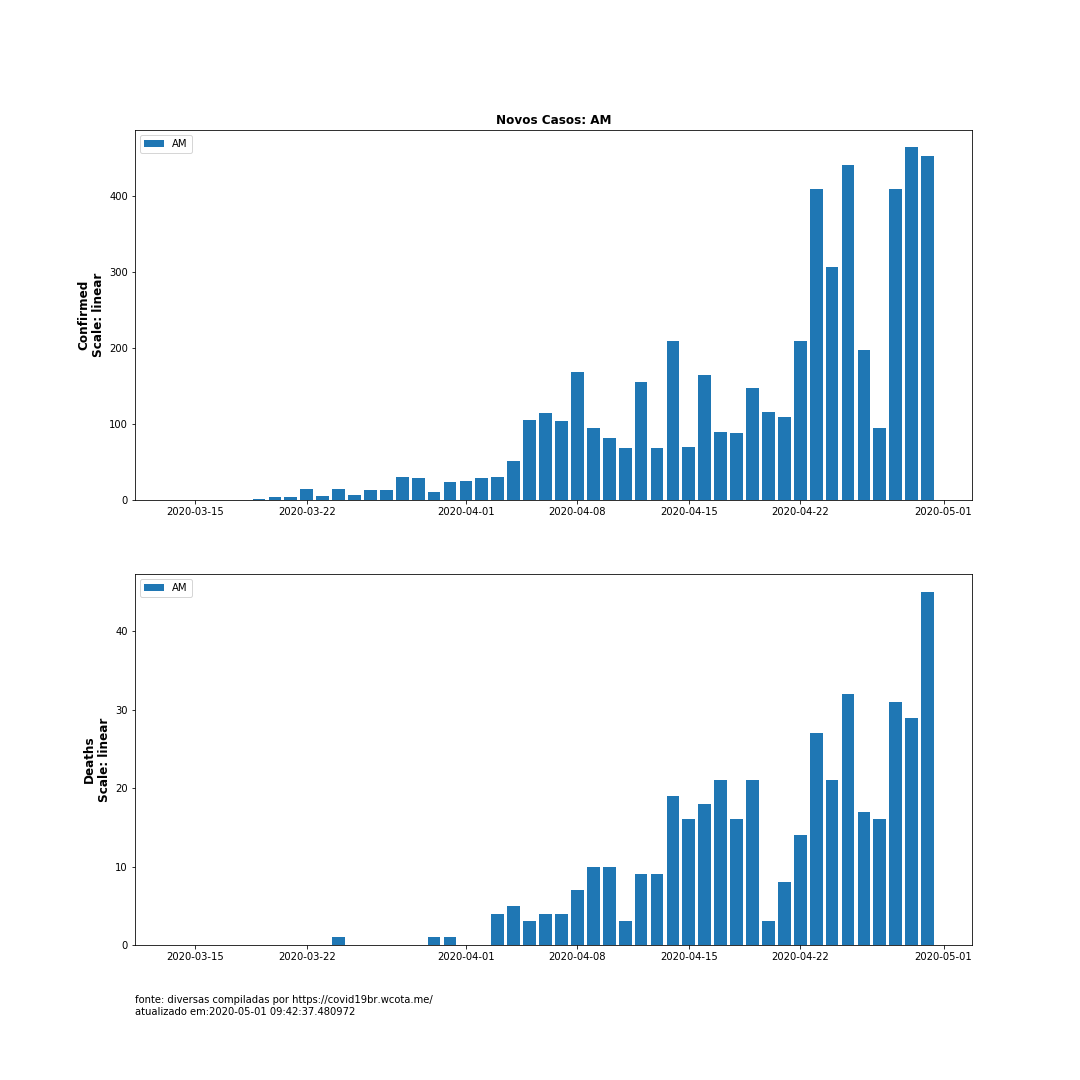 Novos Casos: AM
AM
Confirmed
Scale: linear
400
300
200
100
0
2020-03-15 2020-03-22 2020-04-01 2020-04-08 2020-04-15 2020-04-22 2020-05-01
AM
Deaths
Scale: linear
40
30
20
10
0
2020-03-15 2020-03-22 2020-04-01 2020-04-08 2020-04-15 2020-04-22 2020-05-01
fonte: diversas compiladas por https://covid19br.wcota.me/
atualizado em:2020-05-01 09:42:37.480972